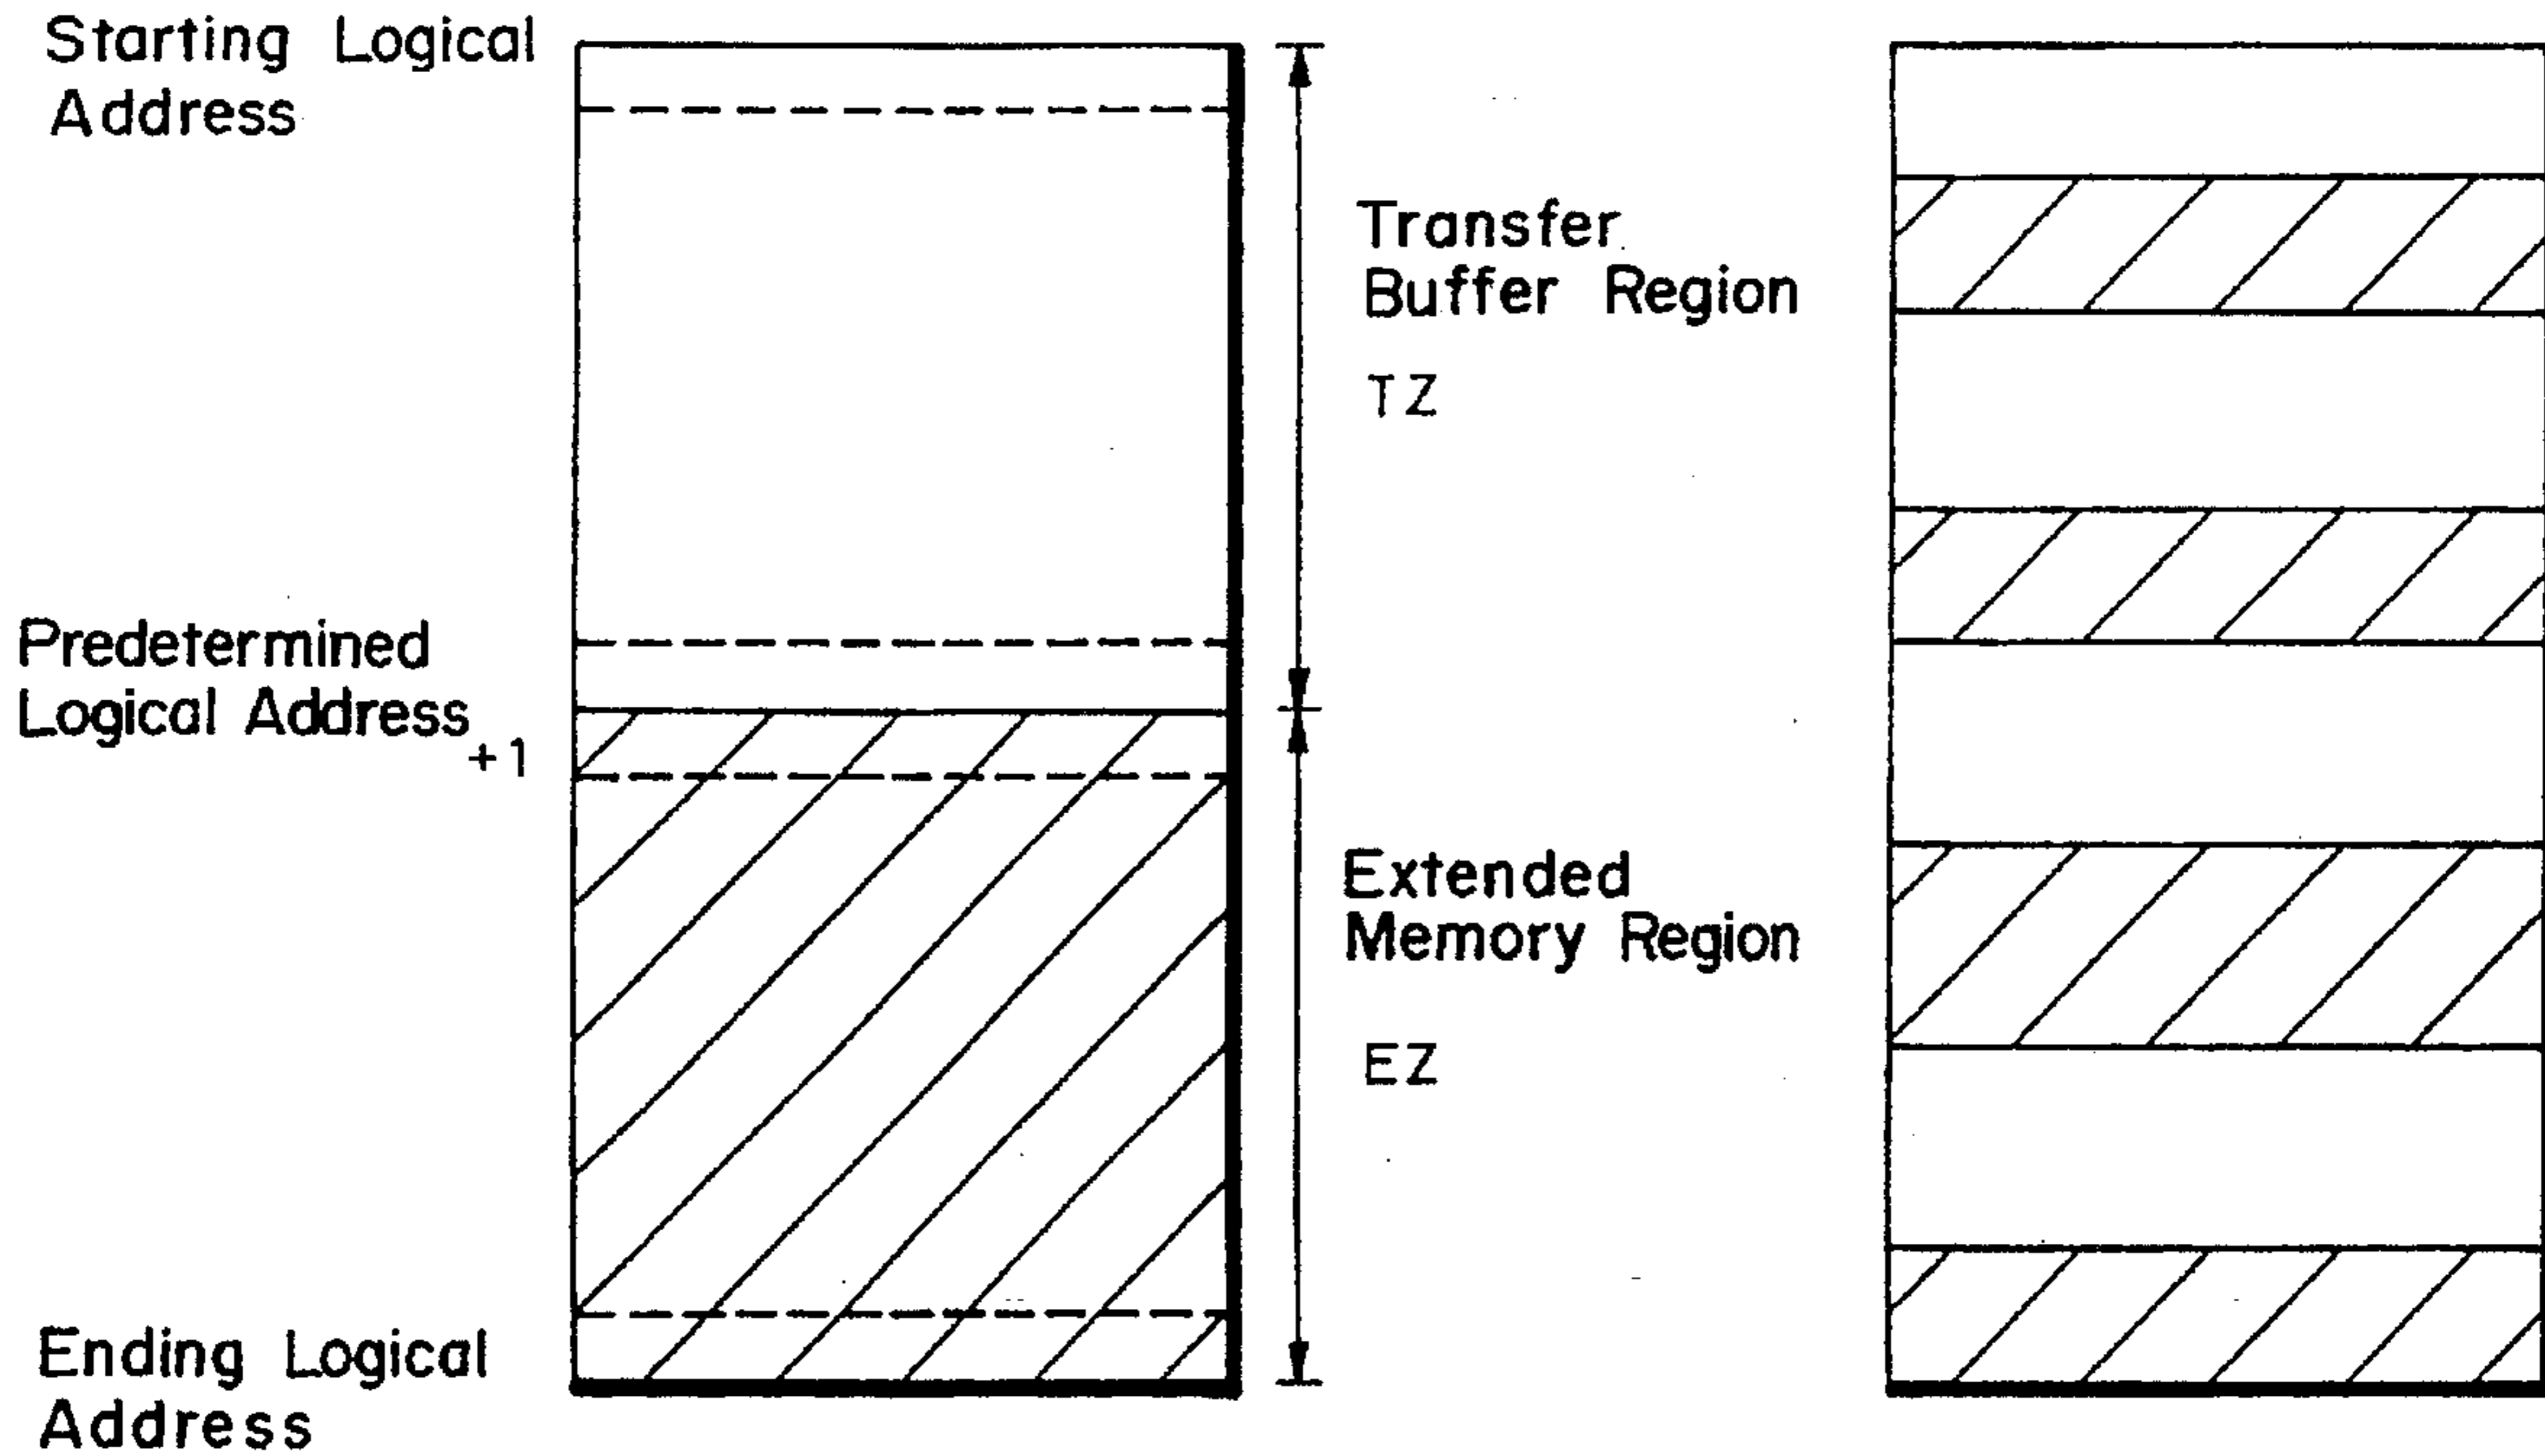 Starting Logical
Address
Transfer
Buffer Region
TZ
Predetermined
Logical Address
+1
Extended
Memory Region
EZ
Ending Logical
Address